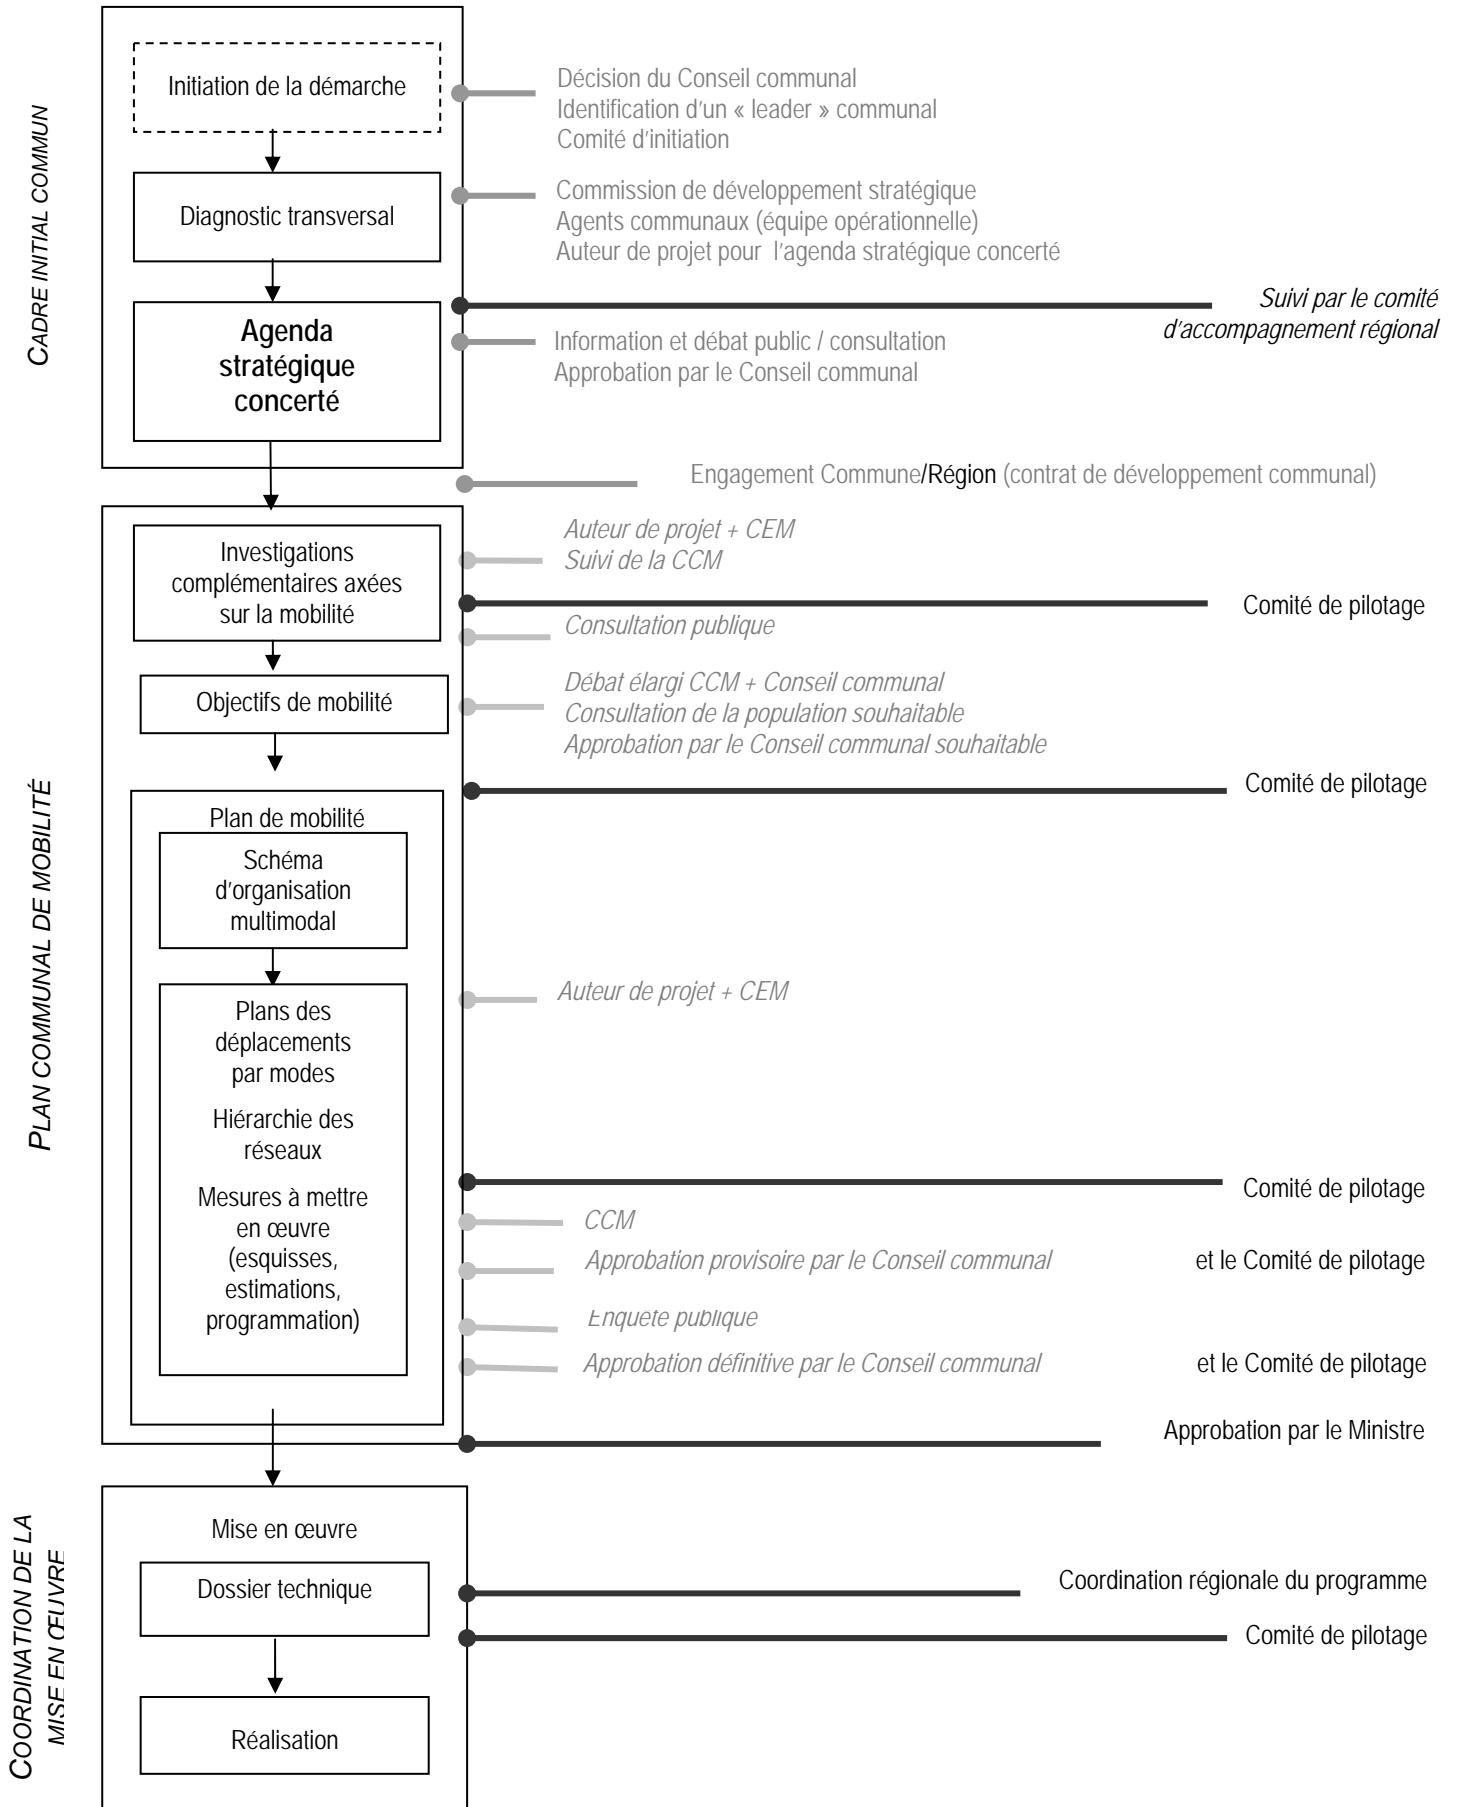 CADRE INITIAL COMMUN
Initiation de la démarche
Décision du Conseil communal
Identification d'un « leader » communal
Comité d'initiation
Diagnostic transversal
Commission de développement stratégique
Agents communaux (équipe opérationnelle)
Auteur de projet pour l'agenda stratégique concerté
Agenda
stratégique
concerté
Suivi par le comité
d'accompagnement régional
Information et débat public / consultation
Approbation par le Conseil communal
Engagement Commune/Région (contrat de développement communal)
PLAN COMMUNAL DE MOBILITÉ
Investigations
complémentaires axées
sur la mobilité
Auteur de projet + CEM
Suivi de la CCM
Comité de pilotage
Consultation publique
Objectifs de mobilité
Débat élargi CCM + Conseil communal
Consultation de la population souhaitable
Approbation par le Conseil communal souhaitable
Comité de pilotage
Plan de mobilité
Schéma
d'organisation
multimodal
Plans des
déplacements
par modes
Hiérarchie des
réseaux
Mesures à mettre
en œuvre
(esquisses,
estimations,
programmation)
Auteur de projet + CEM
Comité de pilotage
CCM
Approbation provisoire par le Conseil communal et le Comité de pilotage
Enquête publique
Approbation définitive par le Conseil communal et le Comité de pilotage
Approbation par le Ministre
COORDINATION DE LA
MISE EN ŒUVRE
Mise en œuvre
Dossier technique
Coordination régionale du programme
Comité de pilotage
Réalisation